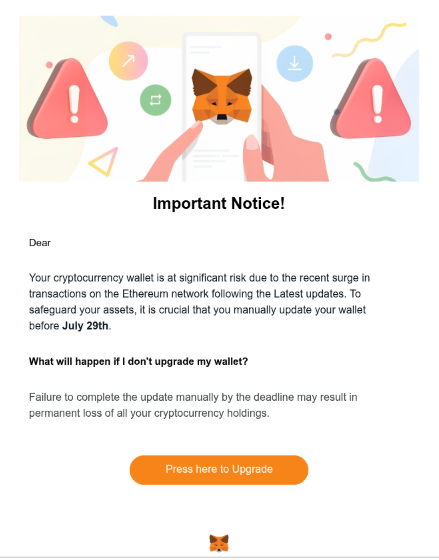 Important Notice!
Dear
Your cryptocurrency wallet is at significant risk due to the recent surge in
transactions on the Ethereum network following the Latest updates. To
safeguard your assets, it is crucial that you manually update your wallet
before July 29th.
What will happen if I don't upgrade my wallet?
Failure to complete the update manually by the deadline may result in
permanent loss of all your cryptocurrency holdings.
Press here to Upgrade